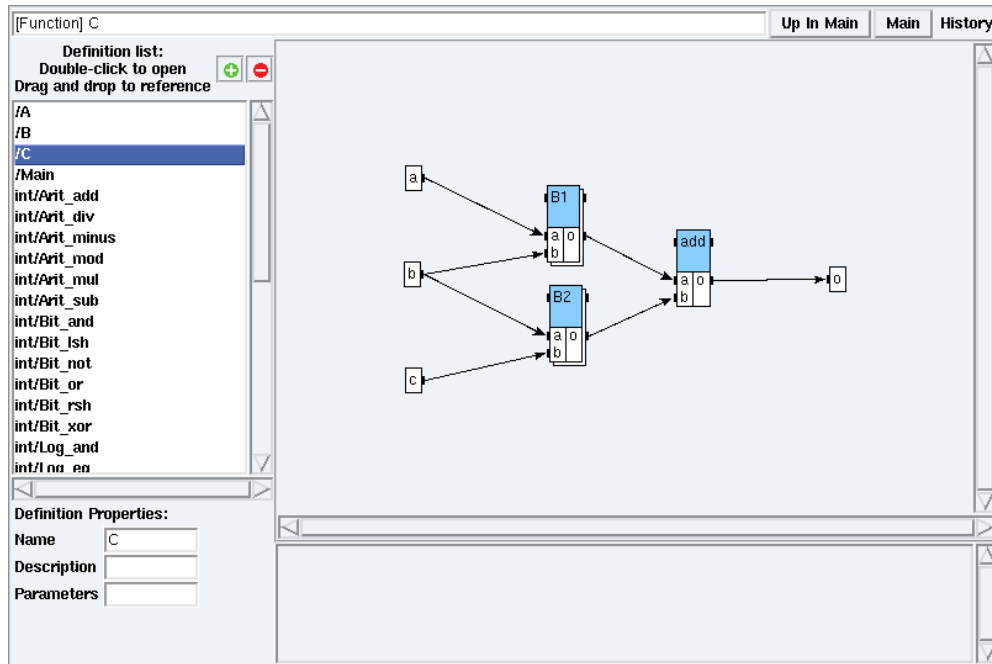 [Function] C
Up In Main
Main
History
Definition list:
Double-click to open
Drag and drop to reference
/A
/B
/C
/Main
int/Arit_add
int/Arit_div
int/Arit_minus
int/Arit_mod
int/Arit_mul
int/Arit_sub
int/Bit_and
int/Bit_lsh
int/Bit_not
int/Bit_or
int/Bit_rsh
int/Bit_xor
int/Log_and
int/Log_eq
Definition Properties:
Name C
Description
Parameters
a
b
c
B1
a o
b
B2
a o
b
add
a o
b
o